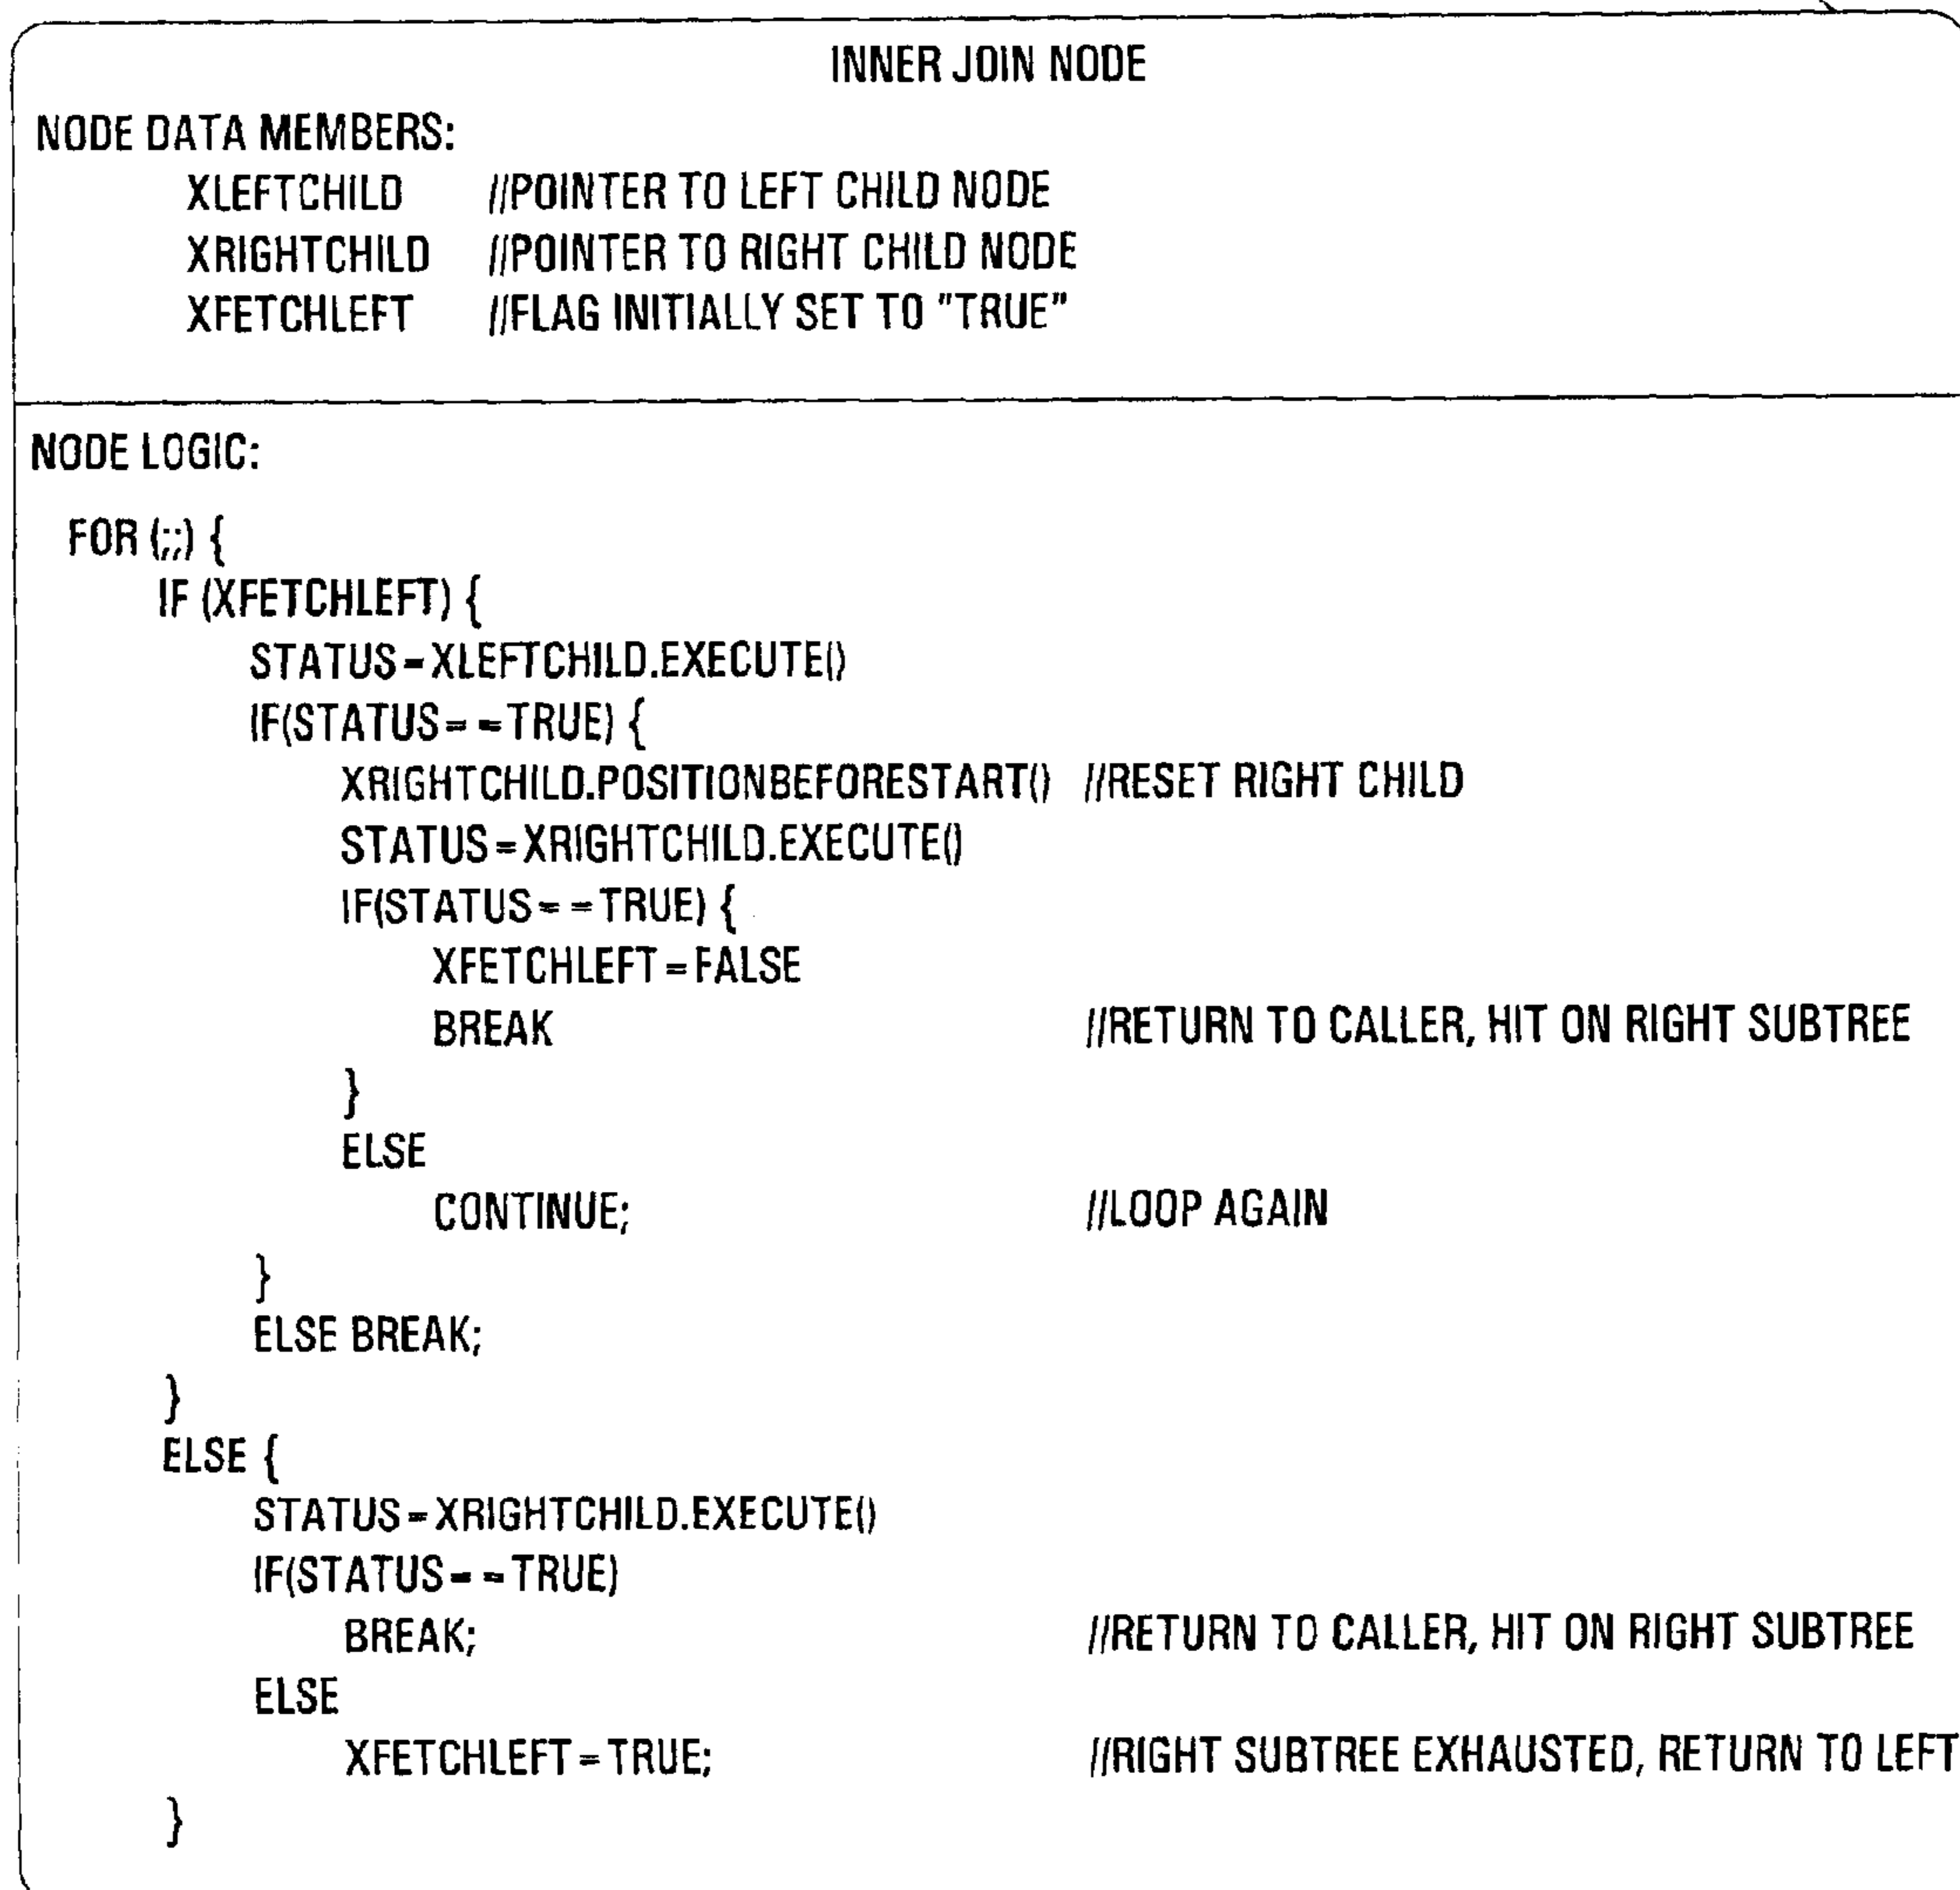 INNER JOIN NODE
NODE DATA MEMBERS:
XLEFTCHILD //POINTER TO LEFT CHILD NODE
XRIGHTCHILD //POINTER TO RIGHT CHILD NODE
XFETCHLEFT //FLAG INITIALLY SET TO "TRUE"
NODE LOGIC:
FOR (;;) {
IF (XFETCHLEFT) {
STATUS=XLEFTCHILD.EXECUTE()
IF(STATUS= =TRUE) {
XRIGHTCHILD.POSITIONBEFORESTART() //RESET RIGHT CHILD
STATUS=XRIGHTCHILD.EXECUTE()
IF(STATUS= =TRUE) {
XFETCHLEFT=FALSE
BREAK //RETURN TO CALLER, HIT ON RIGHT SUBTREE
}
ELSE
CONTINUE; //LOOP AGAIN
}
ELSE BREAK;
}
ELSE {
STATUS=XRIGHTCHILD.EXECUTE()
IF(STATUS= =TRUE)
BREAK; //RETURN TO CALLER, HIT ON RIGHT SUBTREE
ELSE
XFETCHLEFT=TRUE; //RIGHT SUBTREE EXHAUSTED, RETURN TO LEFT
}